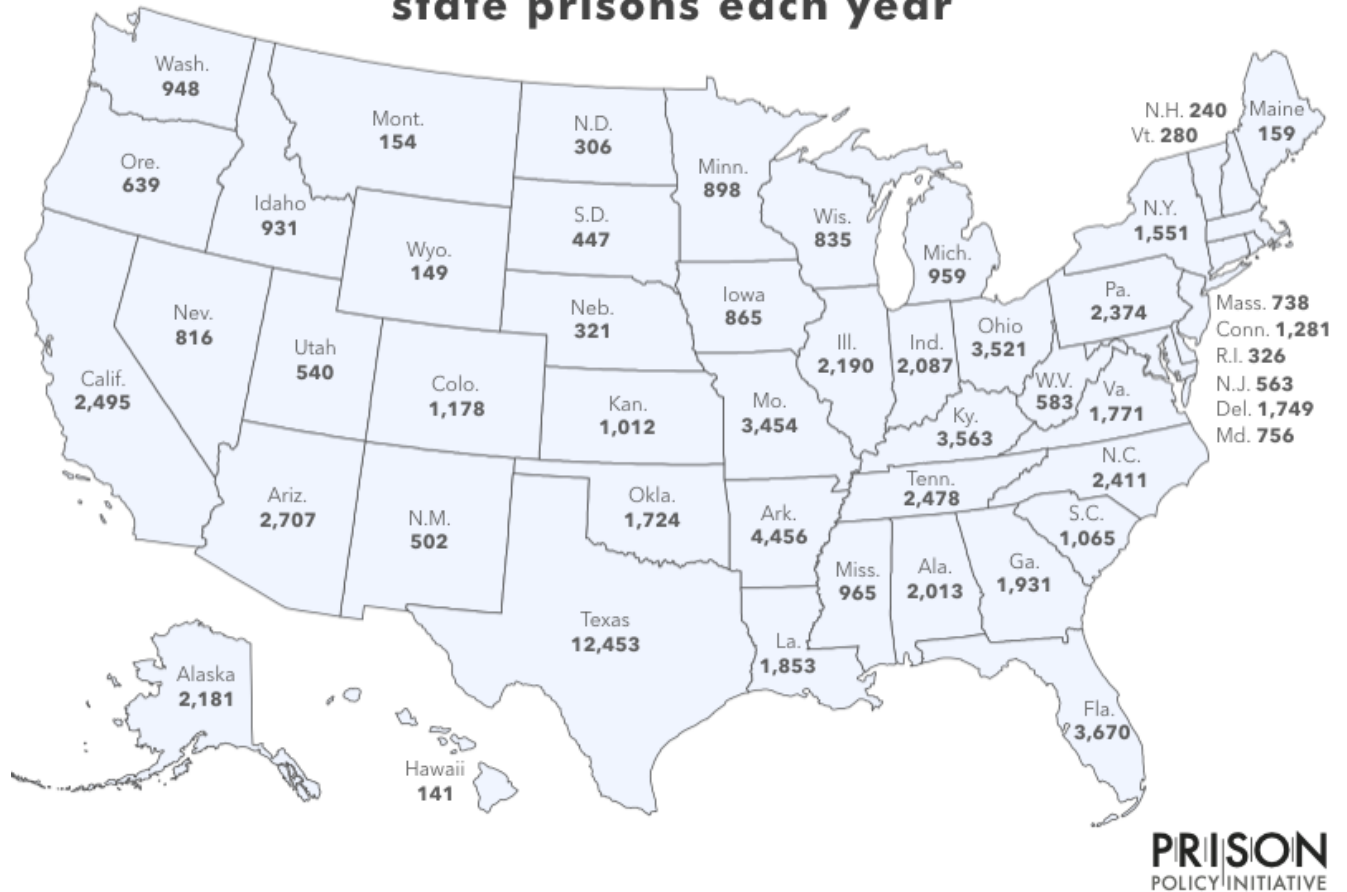 state prisons each year
Wash.
948
Mont.
154
N.D.
306
Minn.
898
N.H. 240
Vt. 280
Maine
159
Ore.
639
Idaho
931
Wyo.
149
S.D.
447
Wis.
835
Mich.
959
N.Y.
1,551
Nev.
816
Utah
540
Colo.
1,178
Neb.
321
Iowa
865
Ill.
2,190
Ind.
2,087
Ohio
3,521
Pa.
2,374
Mass. 738
Conn. 1,281
R.I. 326
N.J. 563
Del. 1,749
Md. 756
Calif.
2,495
Kan.
1,012
Mo.
3,454
Ky.
3,563
W.V.
583
Va.
1,771
Ariz.
2,707
N.M.
502
Okla.
1,724
Ark.
4,456
Tenn.
2,478
N.C.
2,411
S.C.
1,065
Texas
12,453
La.
1,853
Miss.
965
Ala.
2,013
Ga.
1,931
Fla.
3,670
Alaska
2,181
Hawaii
141
PRISON
POLICY INITIATIVE